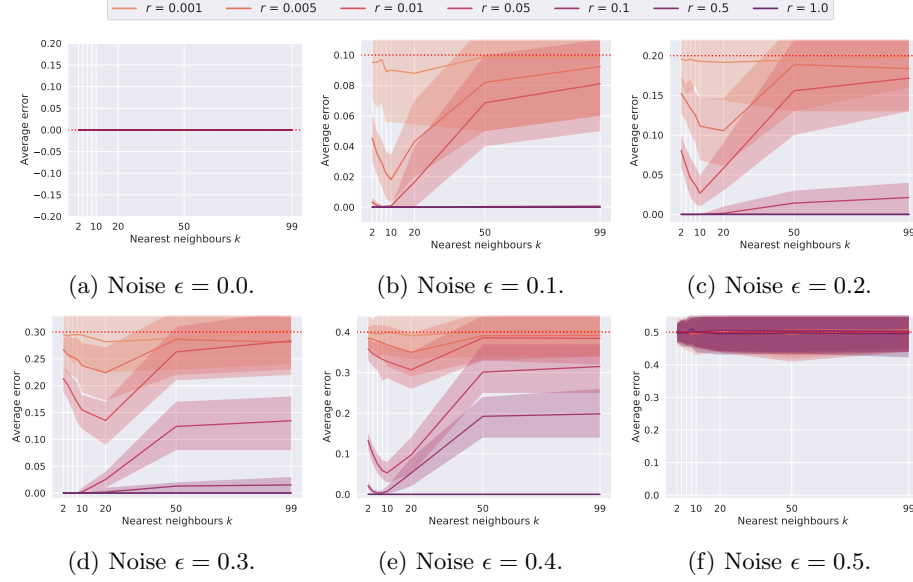 r = 0.001 r = 0.005 r = 0.01 r = 0.05 r = 0.1 r = 0.5 r = 1.0
Average error
0.20
0.15
0.10
0.05
0.00
−0.05
−0.10
−0.15
−0.20
2 10 20 50 99
Nearest neighbours k
(a) Noise ϵ = 0.0.
Average error
0.10
0.08
0.06
0.04
0.02
0.00
2 10 20 50 99
Nearest neighbours k
(b) Noise ϵ = 0.1.
Average error
0.20
0.15
0.10
0.05
0.00
2 10 20 50 99
Nearest neighbours k
(c) Noise ϵ = 0.2.
Average error
0.30
0.25
0.20
0.15
0.10
0.05
0.00
2 10 20 50 99
Nearest neighbours k
(d) Noise ϵ = 0.3.
Average error
0.4
0.3
0.2
0.1
0.0
2 10 20 50 99
Nearest neighbours k
(e) Noise ϵ = 0.4.
Average error
0.5
0.4
0.3
0.2
0.1
0.0
2 10 20 50 99
Nearest neighbours k
(f) Noise ϵ = 0.5.